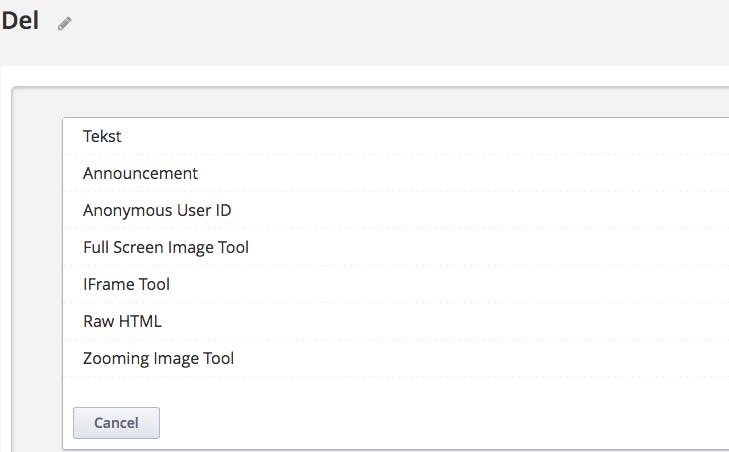 Del
Tekst
Announcement
Anonymous User ID
Full Screen Image Tool
IFrame Tool
Raw HTML
Zooming Image Tool
Cancel